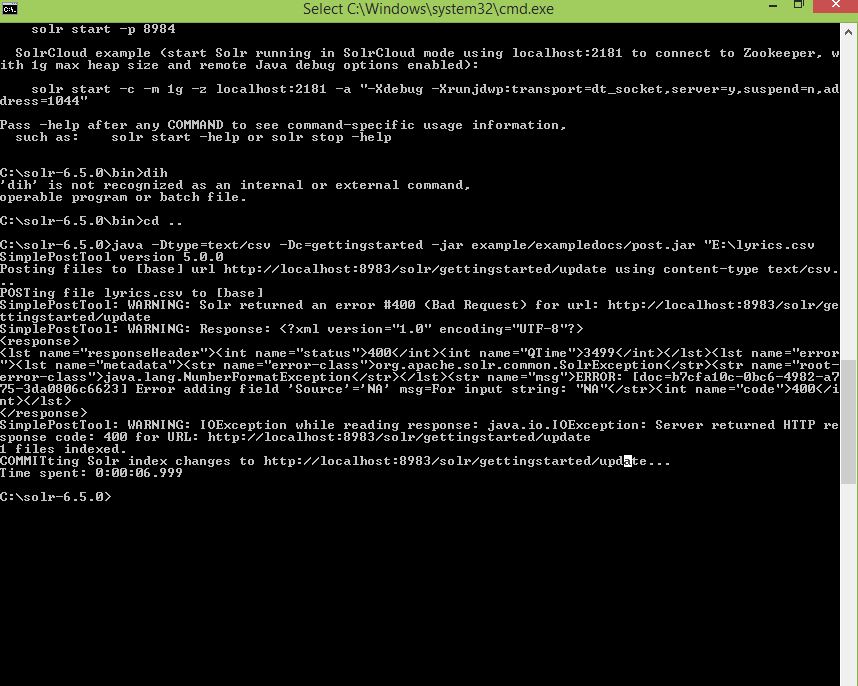 Select C:\Windows\system32\cmd.exe
solr start -p 8984
SolrCloud example (start Solr running in SolrCloud mode using localhost:2181 to connect to Zookeeper, w
ith 1g max heap size and remote Java debug options enabled):
solr start -c -m 1g -z localhost:2181 -a "-Xdebug -Xrunjdwp:transport=dt_socket,server=y,suspend=n,ad
dress=1044"
Pass -help after any COMMAND to see command-specific usage information,
such as:    solr start -help or solr stop -help
C:\solr-6.5.0\bin>dih
'dih' is not recognized as an internal or external command,
operable program or batch file.
C:\solr-6.5.0\bin>cd ..
C:\solr-6.5.0>java -Dtype=text/csv -Dc=gettingstarted -jar example/exampledocs/post.jar "E:\lyrics.csv
SimplePostTool version 5.0.0
Posting files to [base] url http://localhost:8983/solr/gettingstarted/update using content-type text/csv.
..
POSTing file lyrics.csv to [base]
SimplePostTool: WARNING: Solr returned an error #400 (Bad Request) for url: http://localhost:8983/solr/ge
ttingstarted/update
SimplePostTool: WARNING: Response: <?xml version="1.0" encoding="UTF-8"?>
<response>
<lst name="responseHeader"><int name="status">400</int><int name="QTime">3499</int></lst><lst name="error
"><lst name="metadata"><str name="error-class">org.apache.solr.common.SolrException</str><str name="root-
error-class">java.lang.NumberFormatException</str></lst><str name="msg">ERROR: [doc=b7cfa10c-0bc6-4982-a7
75-3da0806c6623] Error adding field 'Source'='NA' msg=For input string: "NA"</str><int name="code">400</i
nt></lst>
</response>
SimplePostTool: WARNING: IOException while reading response: java.io.IOException: Server returned HTTP re
sponse code: 400 for URL: http://localhost:8983/solr/gettingstarted/update
1 files indexed.
COMMITting Solr index changes to http://localhost:8983/solr/gettingstarted/update...
Time spent: 0:00:06.999
C:\solr-6.5.0>